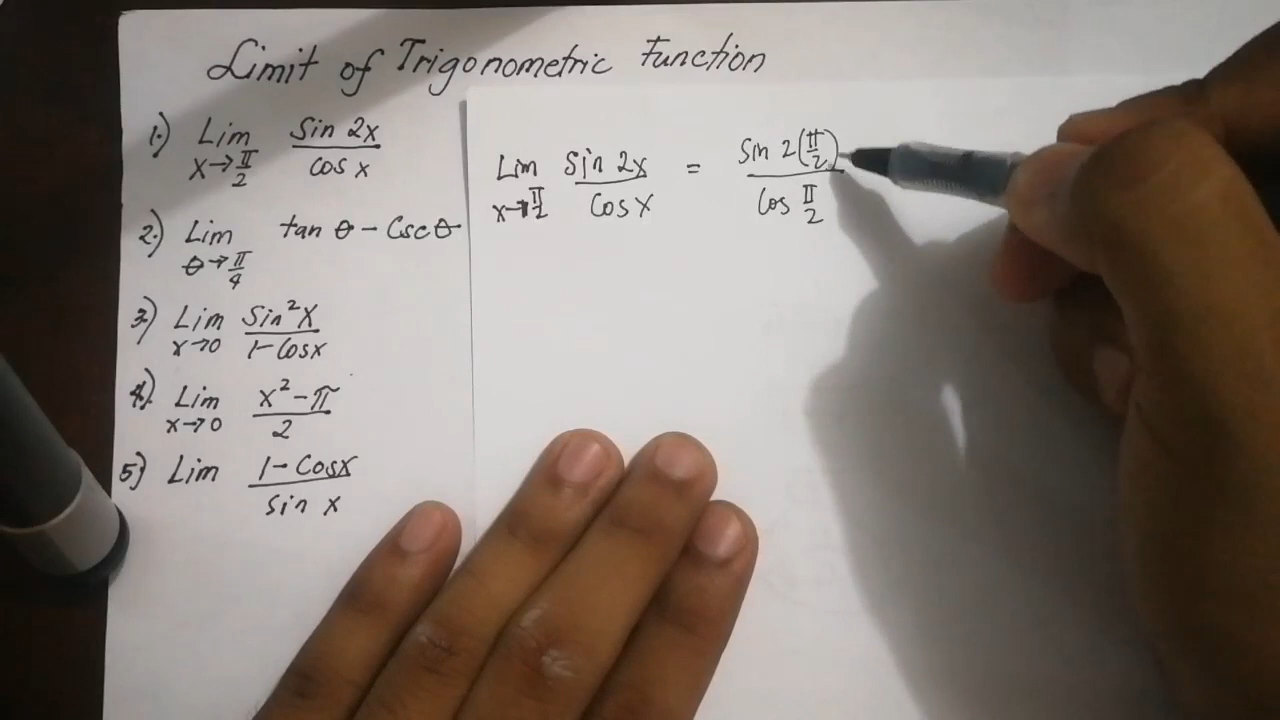 Limit of Trigonometric Function
1.) Lim x→π/2 Sin 2x / cos x
2.) Lim θ→π/4 tan θ - Csc θ
3.) Lim x→0 Sin²x / 1-Cosx
4.) Lim x→0 x²-π / 2
5.) Lim 1-Cosx / sin x
Lim x→π/2 Sin 2x / Cosx = Sin 2(π/2) / Cos π/2